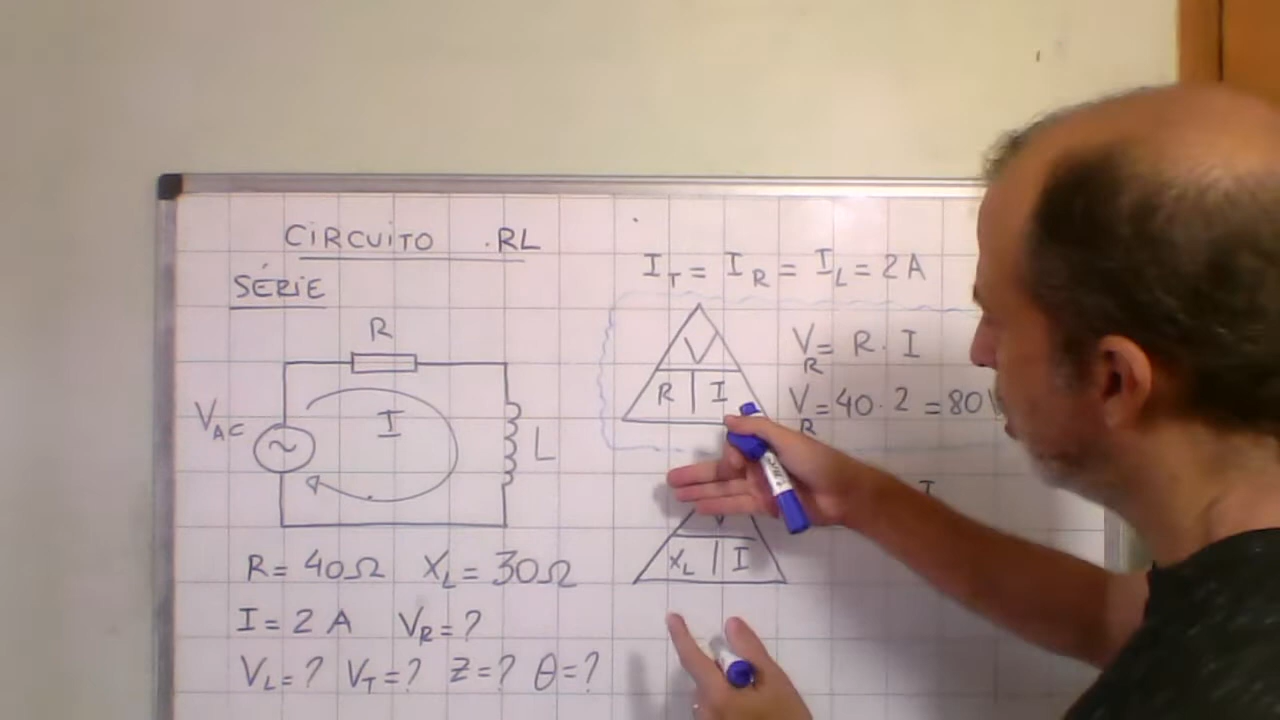 CIRCUITO RL
SÉRIE
R
V_AC
I
L
R = 40Ω X_L = 30Ω
I = 2 A V_R = ?
V_L = ? V_T = ? Z = ? θ = ?
I_T = I_R = I_L = 2 A
V
R I
V_R = R · I
V_R = 40 · 2 = 80 V
V
X_L I
I